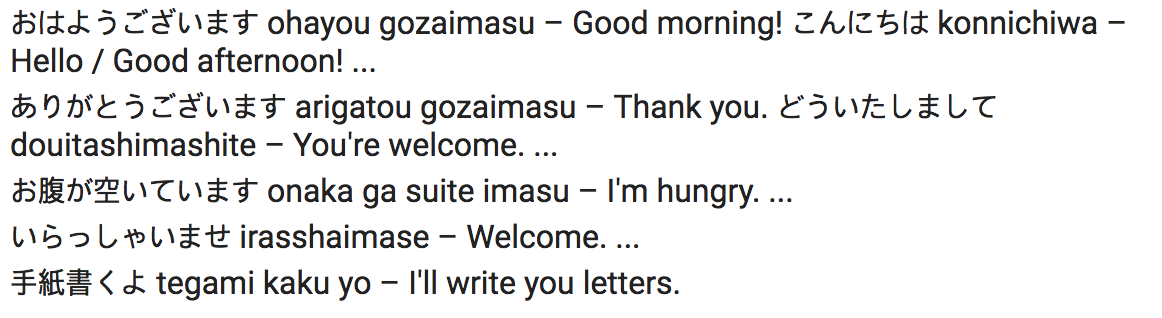 おはようございます ohayou gozaimasu – Good morning! こんにちは konnichiwa –
Hello / Good afternoon! ...
ありがとうございます arigatou gozaimasu – Thank you. どういたしまして
douitashimashite – You're welcome. ...
お腹が空いています onaka ga suite imasu – I'm hungry. ...
いらっしゃいませ irasshaimase – Welcome. ...
手紙書くよ tegami kaku yo – I'll write you letters.